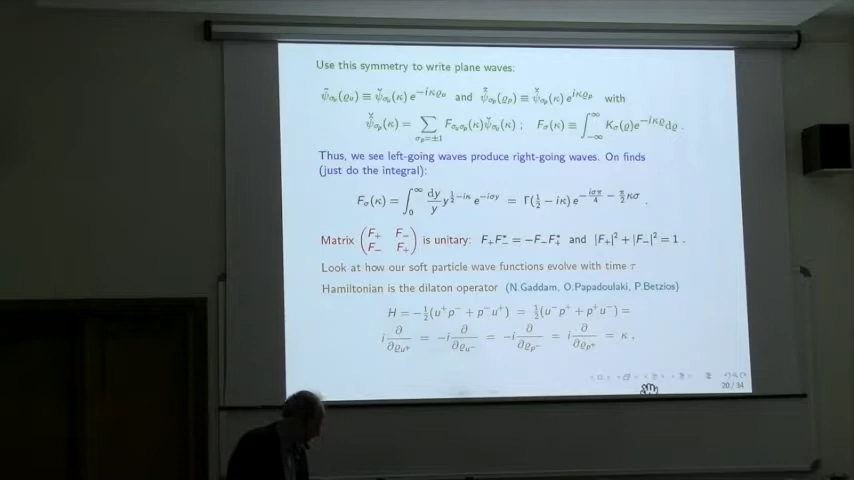 Use this symmetry to write plane waves:
ψ̆_{σ_u}(ϱ_u) ≡ ψ̆_{σ_u}(κ) e^{−iκϱ_u} and ψ̆_{σ_p}(ϱ_p) ≡ ψ̆_{σ_p}(κ) e^{iκϱ_p} with
ψ̆_{σ_p}(κ) = ∑_{σ_p=±1} F_{σ_uσ_p}(κ)ψ̆_{σ_u}(κ) ; F_σ(κ) ≡ ∫_{−∞}^{∞} K_σ(ϱ)e^{−iκϱ}dϱ .
Thus, we see left-going waves produce right-going waves. On finds
(just do the integral):
F_σ(κ) = ∫_0^∞ dy/y y^{1/2−iκ} e^{−iσy} = Γ(1/2 − iκ) e^{−iσπ/4 − π/2 κσ} .
Matrix (F_+ F_− / F_− F_+) is unitary: F_+F_−^* = −F_−F_+^* and |F_+|² + |F_−|² = 1 .
Look at how our soft particle wave functions evolve with time τ
Hamiltonian is the dilaton operator (N.Gaddam, O.Papadoulaki, P.Betzios)
H = −½(u⁺p⁻ + p⁻u⁺) = ½(u⁻p⁺ + p⁺u⁻) =
i ∂/∂ϱ_{u⁺} = −i ∂/∂ϱ_{u⁻} = −i ∂/∂ϱ_{p⁻} = i ∂/∂ϱ_{p⁺} = κ .
20 / 34